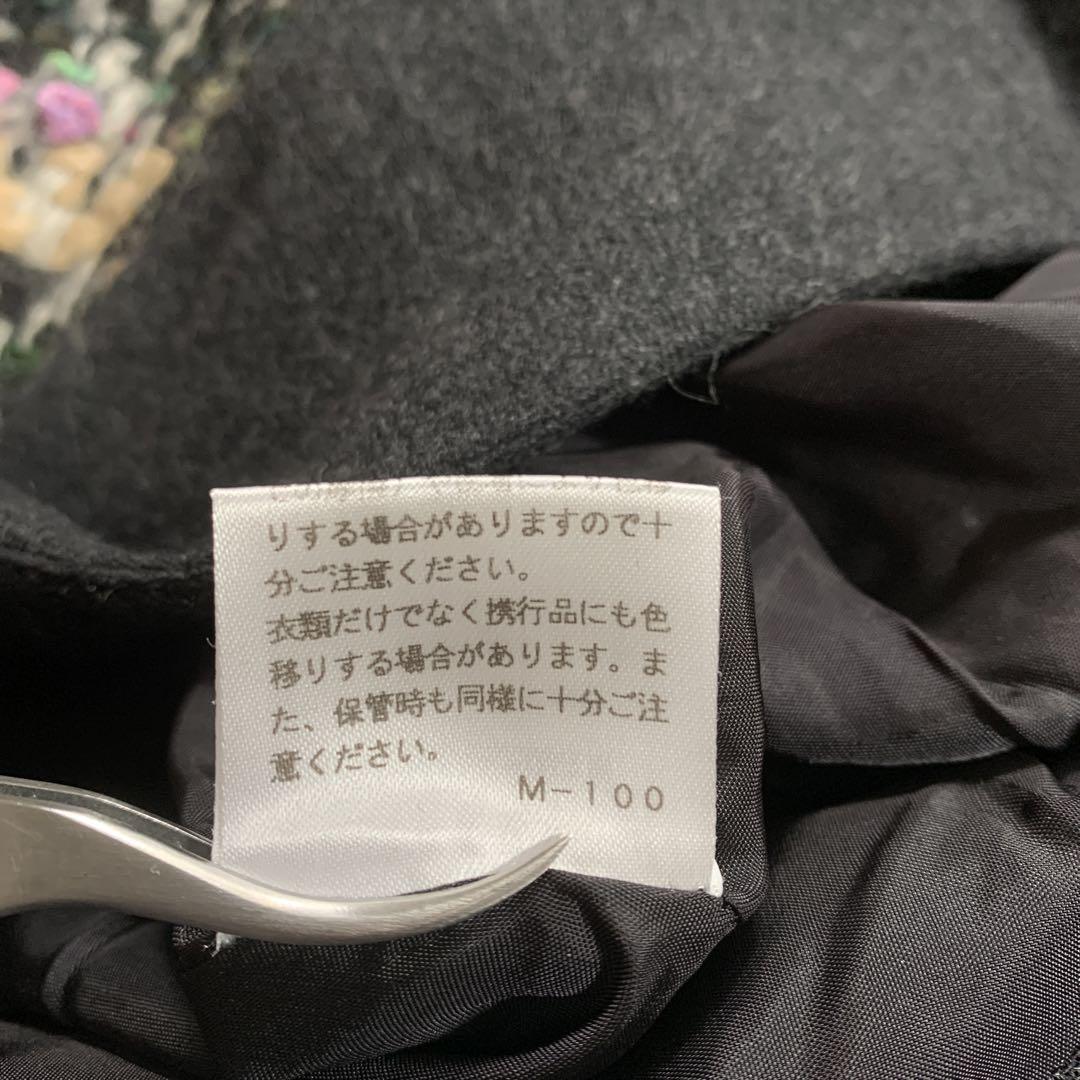 りする場合がありますので十
分ご注意ください。
衣類だけでなく携行品にも色
移りする場合があります。ま
た、保管時も同様に十分ご注
意ください。
M-100